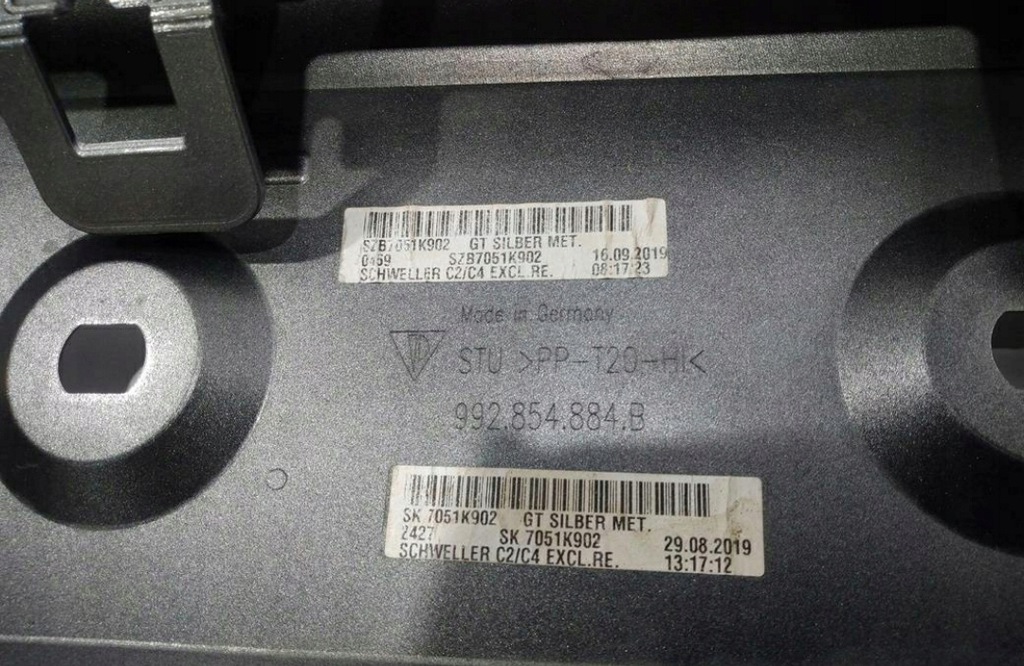 SZB7051K902 GT SILBER MET.
0459 SZB7051K902 16.09.2019
SCHWELLER C2/C4 EXCL.RE. 08:17:23
Made in Germany
STU >PP-T20-HI<
992.854.884.B
SK 7051K902 GT SILBER MET.
2427 SK 7051K902 29.08.2019
SCHWELLER C2/C4 EXCL.RE. 13:17:12